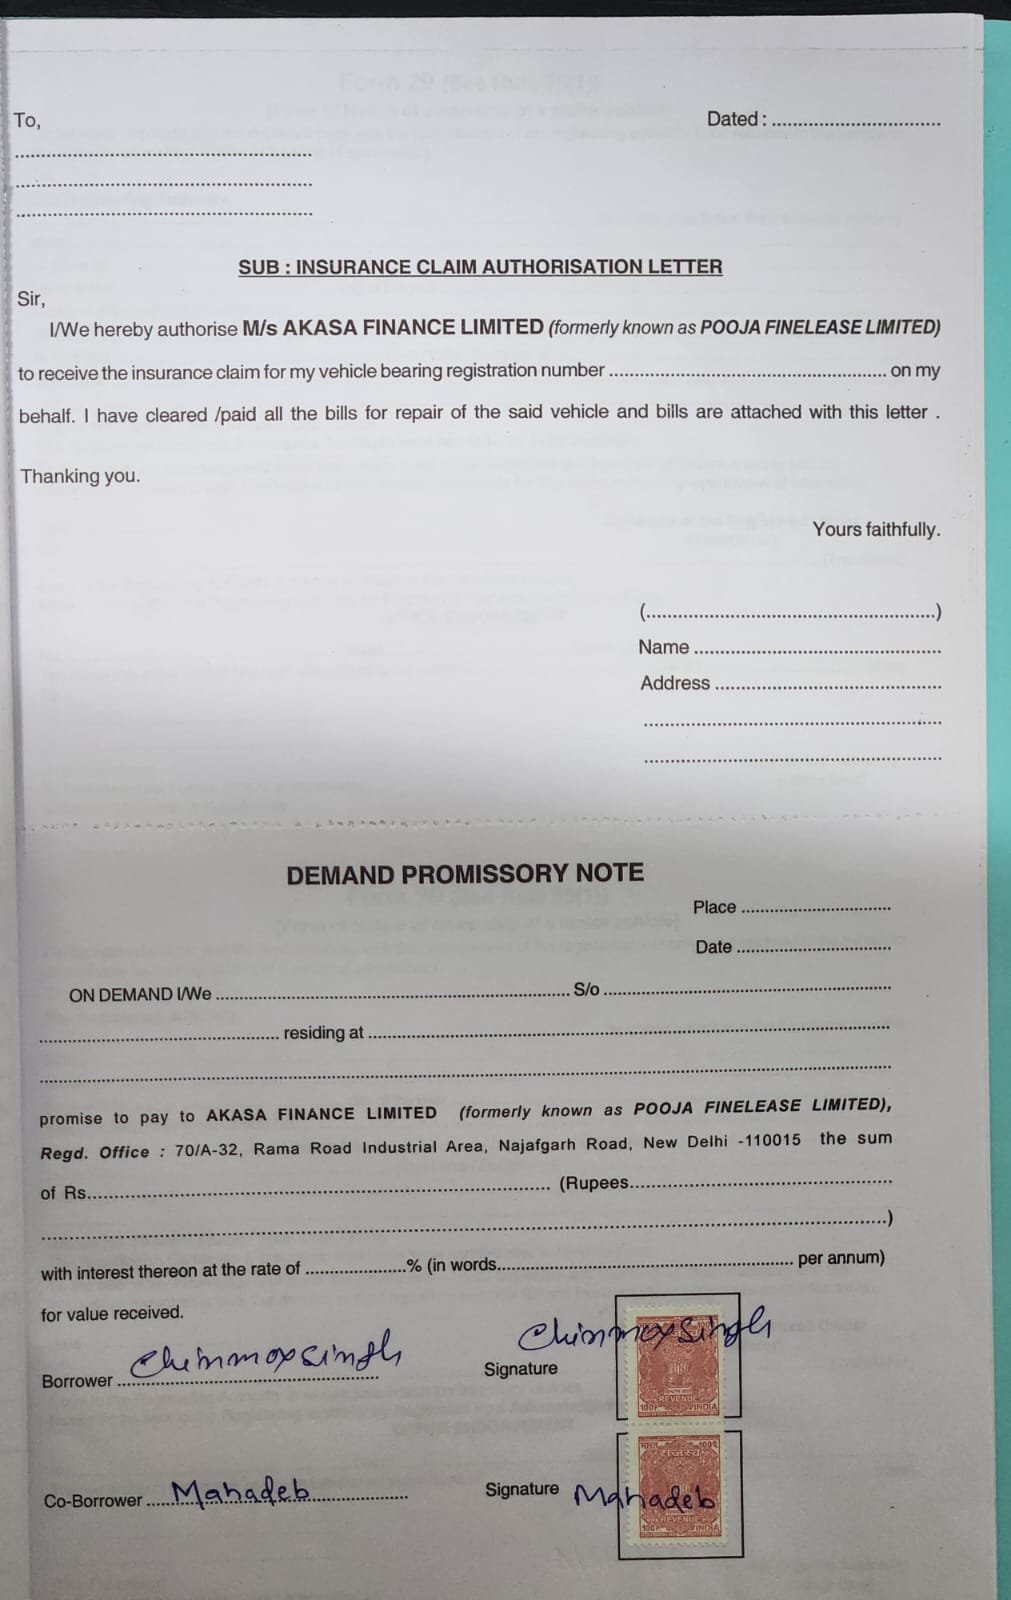 To,
Dated : ..............................
....................................................
....................................................
....................................................
SUB : INSURANCE CLAIM AUTHORISATION LETTER
Sir,
I/We hereby authorise M/s AKASA FINANCE LIMITED (formerly known as POOJA FINELEASE LIMITED)
to receive the insurance claim for my vehicle bearing registration number .................................................. on my
behalf. I have cleared /paid all the bills for repair of the said vehicle and bills are attached with this letter .
Thanking you.
Yours faithfully.
(..................................................)
Name ............................................
Address ........................................
....................................................
....................................................
DEMAND PROMISSORY NOTE
Place ............................
Date .............................
ON DEMAND I/We ................................................................ S/o ....................................................
........................................... residing at ..............................................................................................
..........................................................................................................................................................
promise to pay to AKASA FINANCE LIMITED (formerly known as POOJA FINELEASE LIMITED),
Regd. Office : 70/A-32, Rama Road Industrial Area, Najafgarh Road, New Delhi -110015 the sum
of Rs.................................................................................... (Rupees...............................................
.........................................................................................................................................................)
with interest thereon at the rate of ...................% (in words...................................................... per annum)
for value received.
Borrower Chinmoy Singh
Signature Chinmoy Singh
REVENUE
INDIA
Co-Borrower Mahadeb
Signature Mahadeb
भारत
REVENUE
INDIA